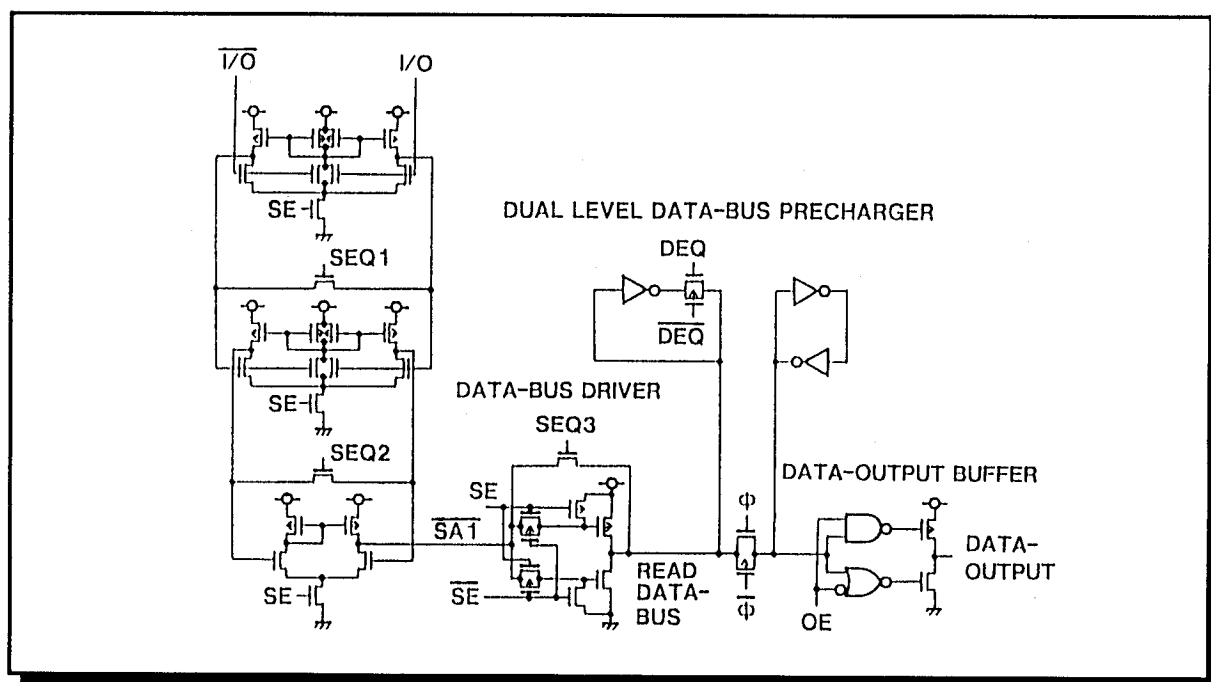 I/O I/O
SE
SEQ1
SE
SEQ2
SE
SA1
DUAL LEVEL DATA-BUS PRECHARGER
DEQ
DEQ
DATA-BUS DRIVER
SEQ3
SE
SE
READ
DATA-
BUS
Φ
Φ
DATA-OUTPUT BUFFER
OE
DATA-
OUTPUT